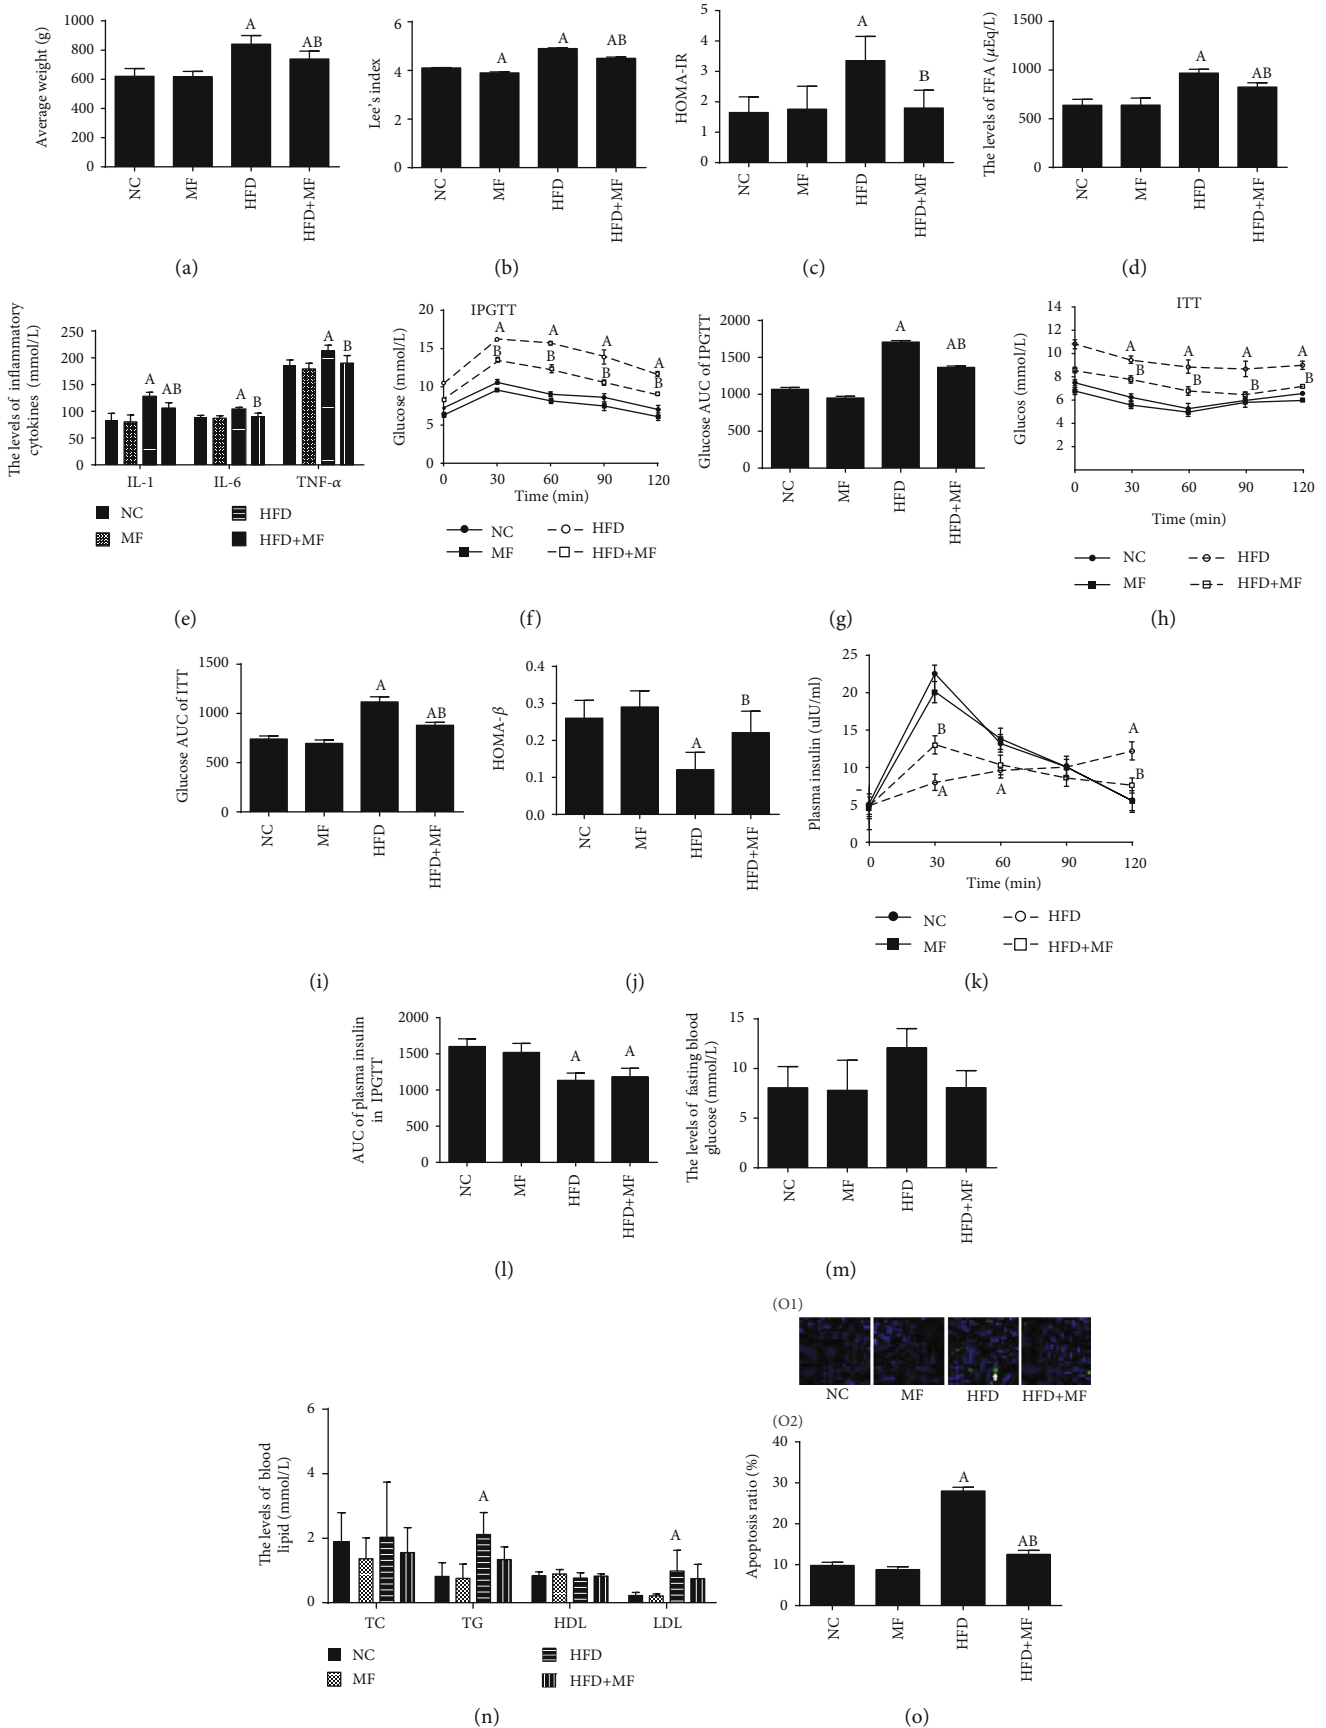 Average weight (g)
1000
800
600
400
200
0
A
AB
NC
MF
HFD
HFD+MF
(a)
Lee's index
6
4
2
0
A
A
AB
NC
MF
HFD
HFD+MF
(b)
HOMA-IR
5
4
3
2
1
0
A
B
NC
MF
HFD
HFD+MF
(c)
The levels of FFA (μEq/L)
1500
1000
500
0
A
AB
NC
MF
HFD
HFD+MF
(d)
The levels of inflammatory
cytokines (mmol/L)
250
200
150
100
50
0
A
AB
A
B
A
B
IL-1
IL-6
TNF-α
NC
HFD
MF
HFD+MF
(e)
IPGTT
Glucose (mmol/L)
20
15
10
5
0
A
A
A
A
B
B
B
B
0
30
60
90
120
Time (min)
NC
HFD
MF
HFD+MF
(f)
Glucose AUC of IPGTT
2000
1500
1000
500
0
A
AB
NC
MF
HFD
HFD+MF
(g)
ITT
Glucos (mmol/L)
14
12
10
8
6
4
2
A
A
A
A
B
B
B
B
0
30
60
90
120
Time (min)
NC
HFD
MF
HFD+MF
(h)
Glucose AUC of ITT
1500
1000
500
0
A
AB
NC
MF
HFD
HFD+MF
(i)
HOMA-β
0.4
0.3
0.2
0.1
0.0
A
B
NC
MF
HFD
HFD+MF
(j)
Plasma insulin (uIU/ml)
25
20
15
10
5
0
B
A
A
A
B
0
30
60
90
120
Time (min)
NC
HFD
MF
HFD+MF
(k)
AUC of plasma insulin
in IPGTT
2000
1500
1000
500
0
A
A
NC
MF
HFD
HFD+MF
(l)
The levels of fasting blood
glucose (mmol/L)
15
10
5
0
NC
MF
HFD
HFD+MF
(m)
The levels of blood
lipid (mmol/L)
6
4
2
0
A
A
TC
TG
HDL
LDL
NC
HFD
MF
HFD+MF
(n)
(O1)
NC
MF
HFD
HFD+MF
(O2)
Apoptosis ratio (%)
40
30
20
10
0
A
AB
NC
MF
HFD
HFD+MF
(o)